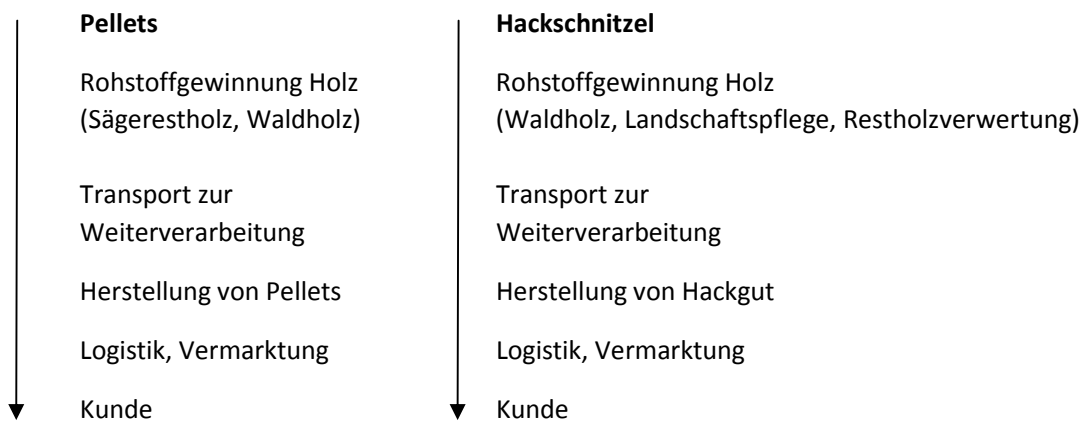 Pellets
Rohstoffgewinnung Holz
(Sägerestholz, Waldholz)
Transport zur
Weiterverarbeitung
Herstellung von Pellets
Logistik, Vermarktung
Kunde
Hackschnitzel
Rohstoffgewinnung Holz
(Waldholz, Landschaftspflege, Restholzverwertung)
Transport zur
Weiterverarbeitung
Herstellung von Hackgut
Logistik, Vermarktung
Kunde